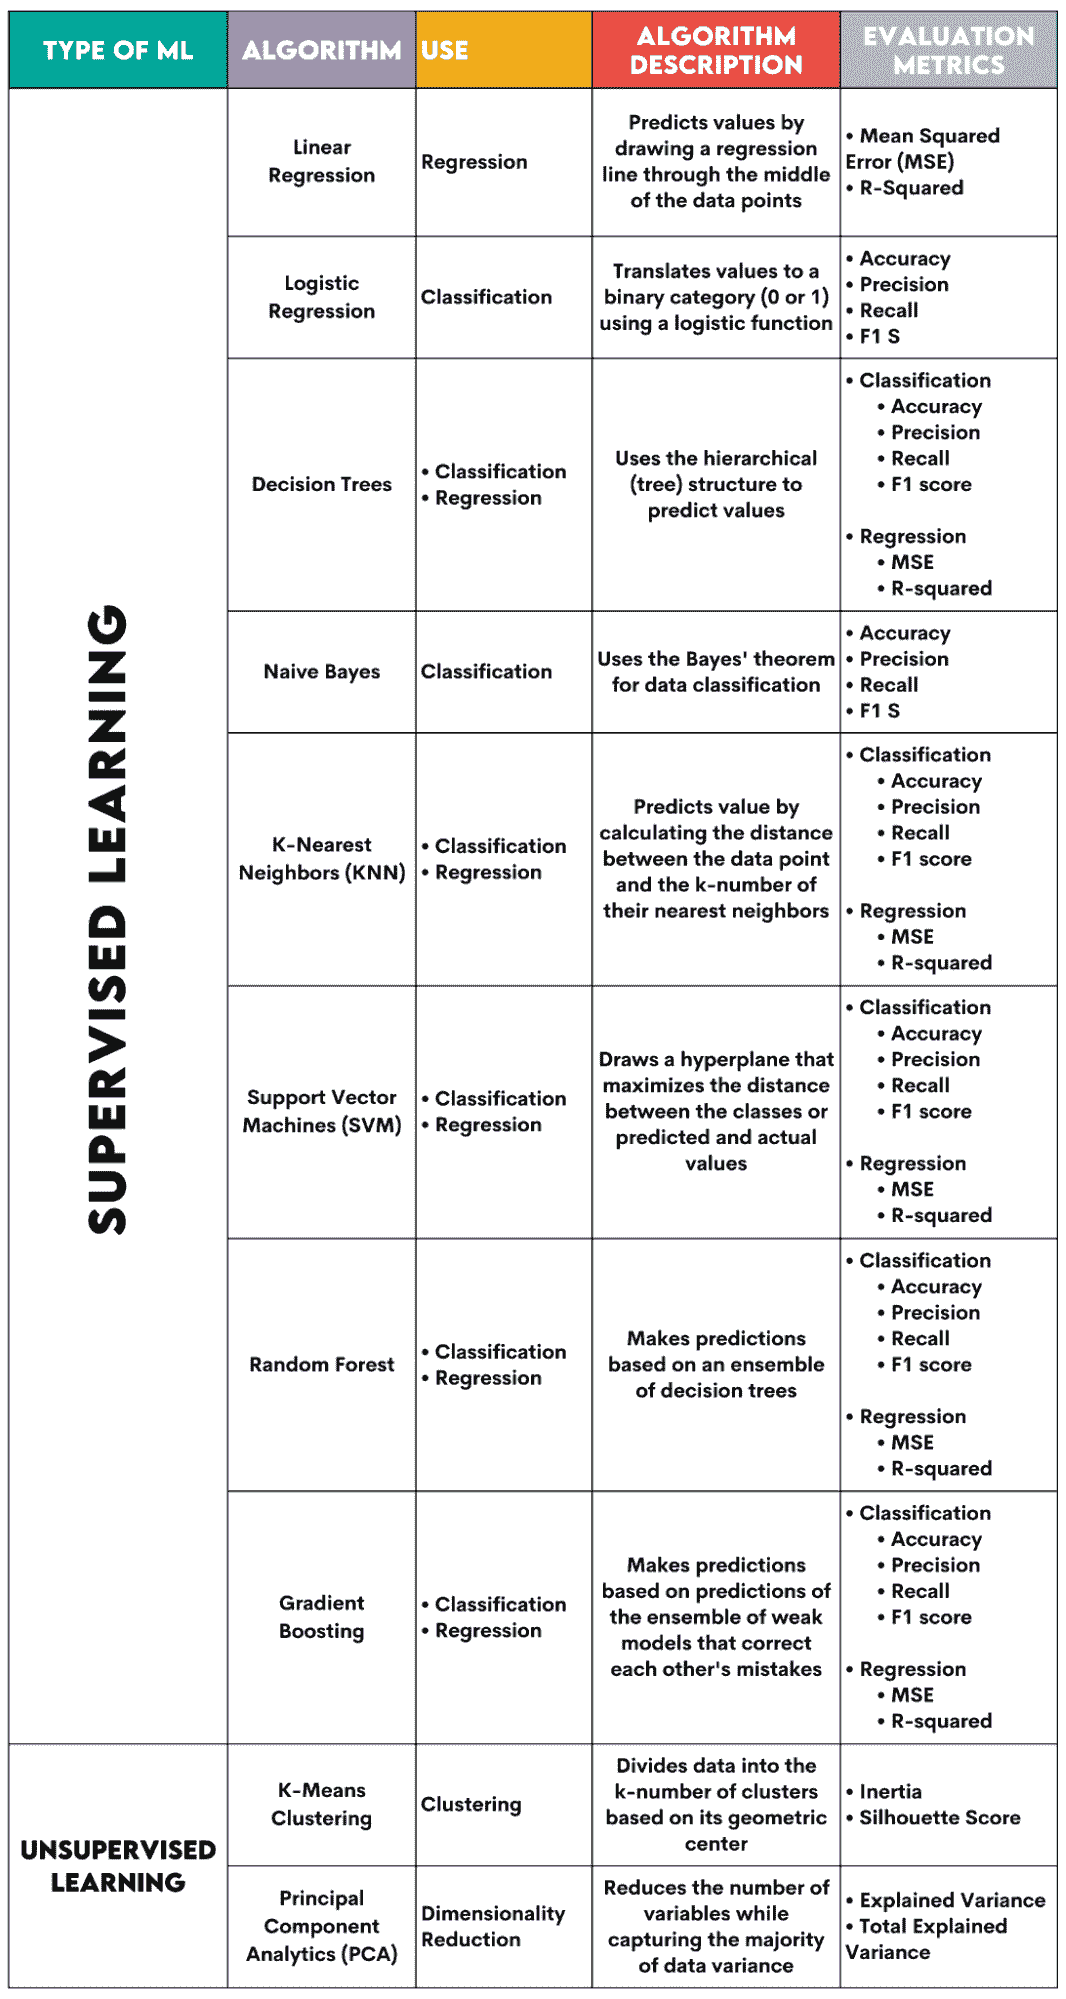 TYPE OF ML
ALGORITHM
USE
ALGORITHM
DESCRIPTION
EVALUATION
METRICS
SUPERVISED LEARNING
Linear
Regression
Regression
Predicts values by
drawing a regression
line through the middle
of the data points
• Mean Squared
Error (MSE)
• R-Squared
Logistic
Regression
Classification
Translates values to a
binary category (0 or 1)
using a logistic function
• Accuracy
• Precision
• Recall
• F1 S
Decision Trees
• Classification
• Regression
Uses the hierarchical
(tree) structure to
predict values
• Classification
• Accuracy
• Precision
• Recall
• F1 score
• Regression
• MSE
• R-squared
Naive Bayes
Classification
Uses the Bayes' theorem
for data classification
• Accuracy
• Precision
• Recall
• F1 S
K-Nearest
Neighbors (KNN)
• Classification
• Regression
Predicts value by
calculating the distance
between the data point
and the k-number of
their nearest neighbors
• Classification
• Accuracy
• Precision
• Recall
• F1 score
• Regression
• MSE
• R-squared
Support Vector
Machines (SVM)
• Classification
• Regression
Draws a hyperplane that
maximizes the distance
between the classes or
predicted and actual
values
• Classification
• Accuracy
• Precision
• Recall
• F1 score
• Regression
• MSE
• R-squared
Random Forest
• Classification
• Regression
Makes predictions
based on an ensemble
of decision trees
• Classification
• Accuracy
• Precision
• Recall
• F1 score
• Regression
• MSE
• R-squared
Gradient
Boosting
• Classification
• Regression
Makes predictions
based on predictions of
the ensemble of weak
models that correct
each other's mistakes
• Classification
• Accuracy
• Precision
• Recall
• F1 score
• Regression
• MSE
• R-squared
UNSUPERVISED
LEARNING
K-Means
Clustering
Clustering
Divides data into the
k-number of clusters
based on its geometric
center
• Inertia
• Silhouette Score
Principal
Component
Analytics (PCA)
Dimensionality
Reduction
Reduces the number of
variables while
capturing the majority
of data variance
• Explained Variance
• Total Explained
Variance